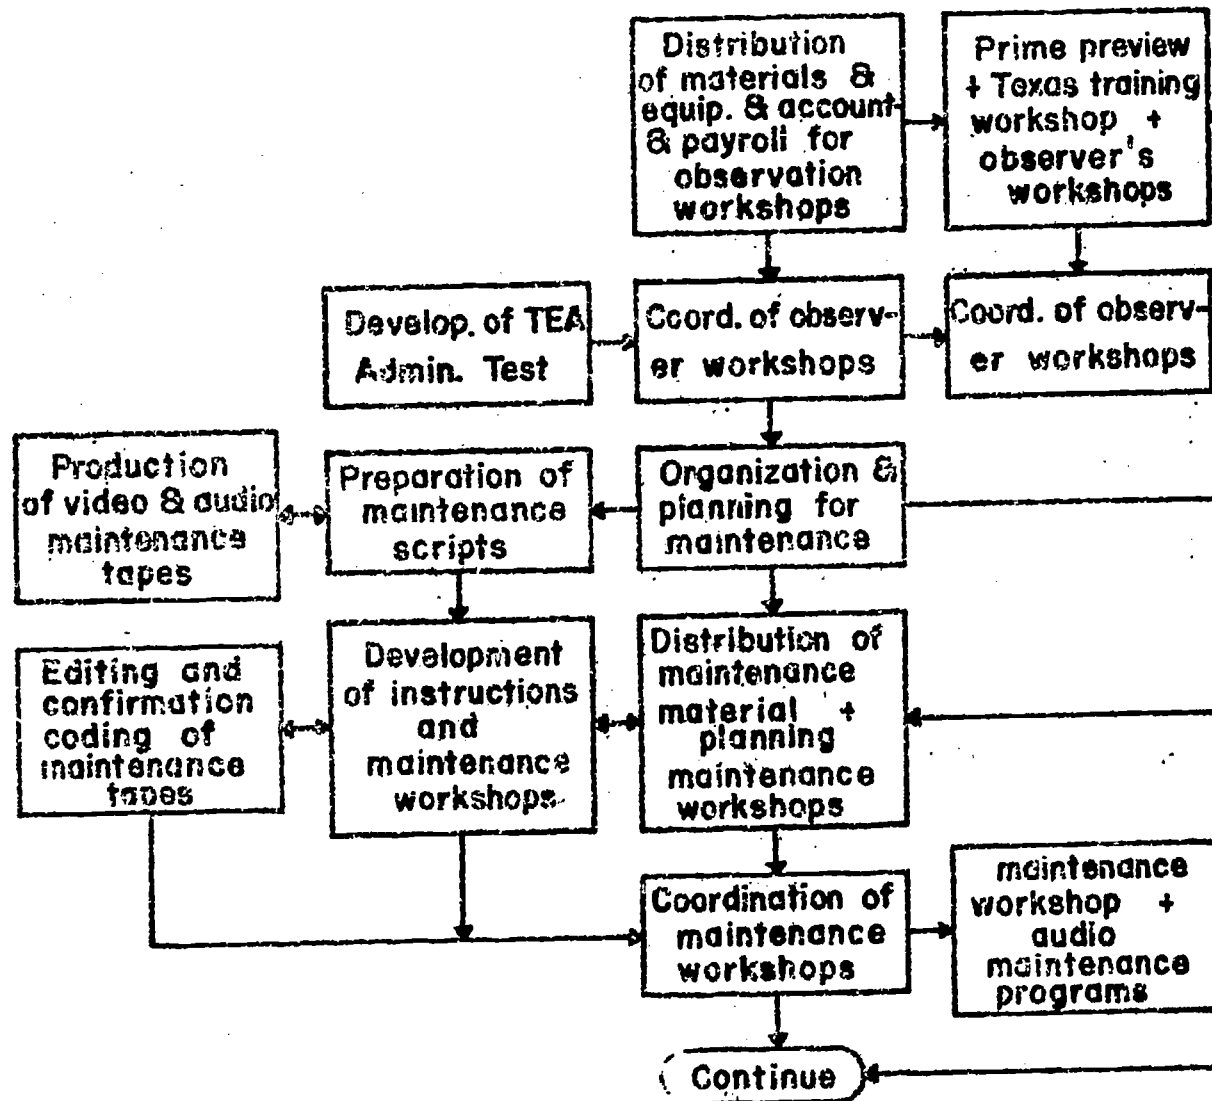 Distribution
of materials &
equip. & account-
& payroll for
observation
workshops
Prime preview
+ Texas training
workshop +
observer's
workshops
Develop. of TEA
Admin. Test
Coord. of observ-
er workshops
Coord. of observ-
er workshops
Production
of video & audio
maintenance
tapes
Preparation of
maintenance
scripts
Organization &
planning for
maintenance
Editing and
confirmation
coding of
maintenance
tapes
Development
of instructions
and
maintenance
workshops
Distribution of
maintenance
material +
planning
maintenance
workshops
Coordination of
maintenance
workshops
maintenance
workshop +
audio
maintenance
programs
Continue